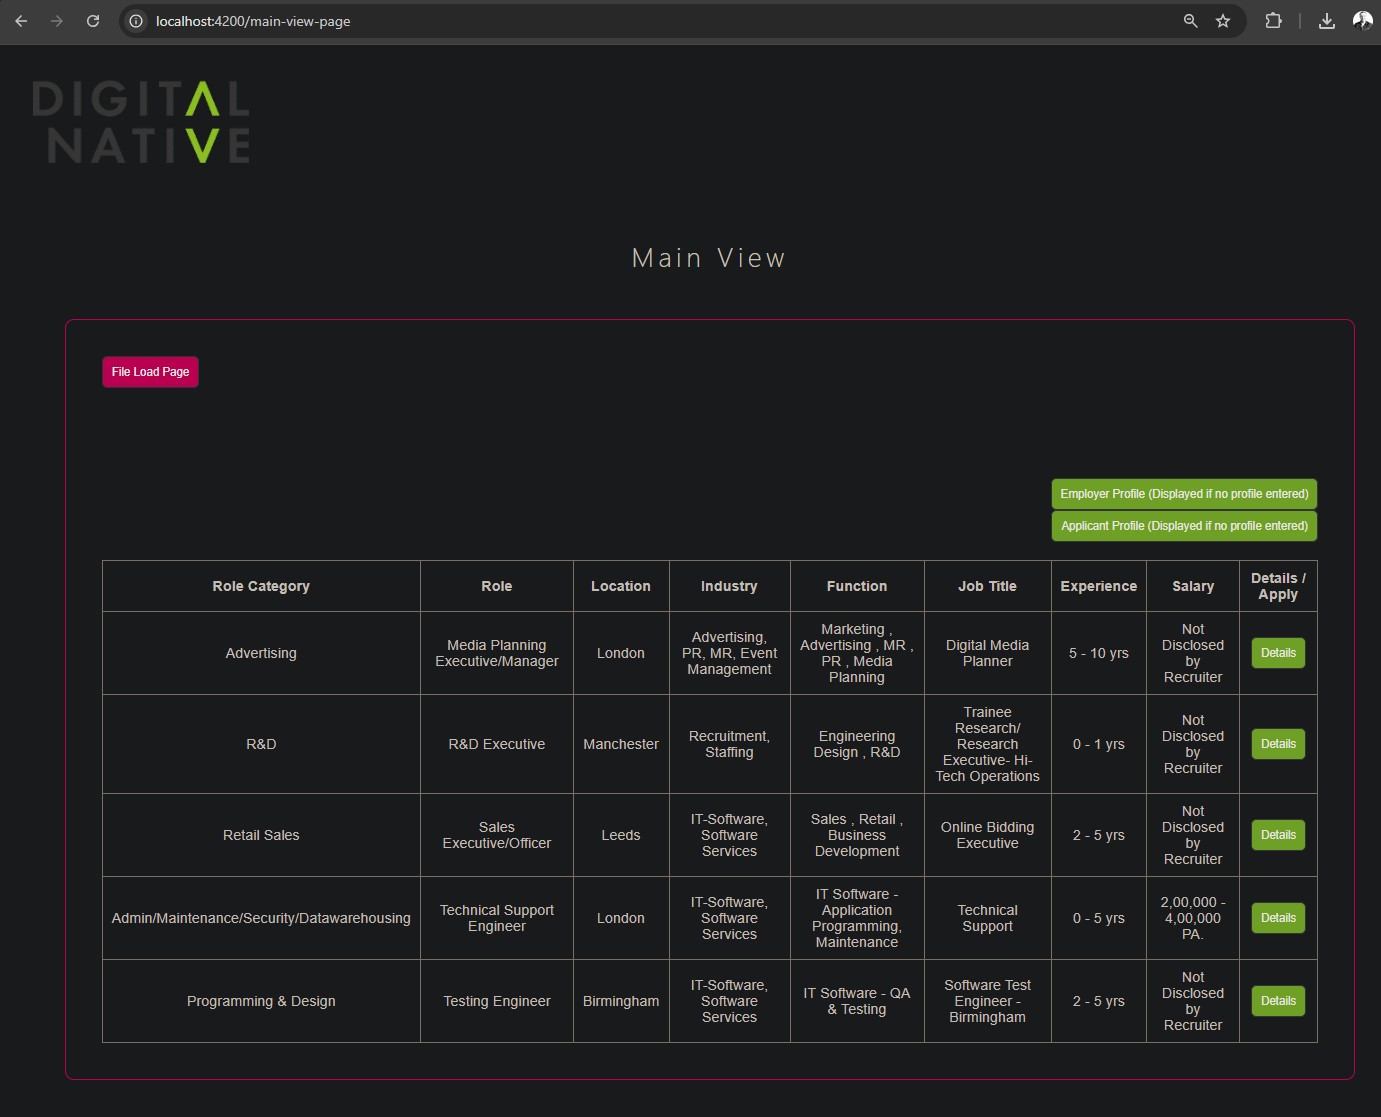 localhost:4200/main-view-page
DIGITAL
NATIVE
Main View
File Load Page
Employer Profile (Displayed if no profile entered)
Applicant Profile (Displayed if no profile entered)
Role Category Role Location Industry Function Job Title Experience Salary Details /
Apply
Advertising
Media Planning
Executive/Manager
London
Advertising,
PR, MR, Event
Management
Marketing ,
Advertising , MR ,
PR , Media
Planning
Digital Media
Planner
5 - 10 yrs
Not
Disclosed
by
Recruiter
Details
R&D
R&D Executive
Manchester
Recruitment,
Staffing
Engineering
Design , R&D
Trainee
Research/
Research
Executive- Hi-
Tech Operations
0 - 1 yrs
Not
Disclosed
by
Recruiter
Details
Retail Sales
Sales
Executive/Officer
Leeds
IT-Software,
Software
Services
Sales , Retail ,
Business
Development
Online Bidding
Executive
2 - 5 yrs
Not
Disclosed
by
Recruiter
Details
Admin/Maintenance/Security/Datawarehousing
Technical Support
Engineer
London
IT-Software,
Software
Services
IT Software -
Application
Programming,
Maintenance
Technical
Support
0 - 5 yrs
2,00,000 -
4,00,000
PA.
Details
Programming & Design
Testing Engineer
Birmingham
IT-Software,
Software
Services
IT Software - QA
& Testing
Software Test
Engineer -
Birmingham
2 - 5 yrs
Not
Disclosed
by
Recruiter
Details